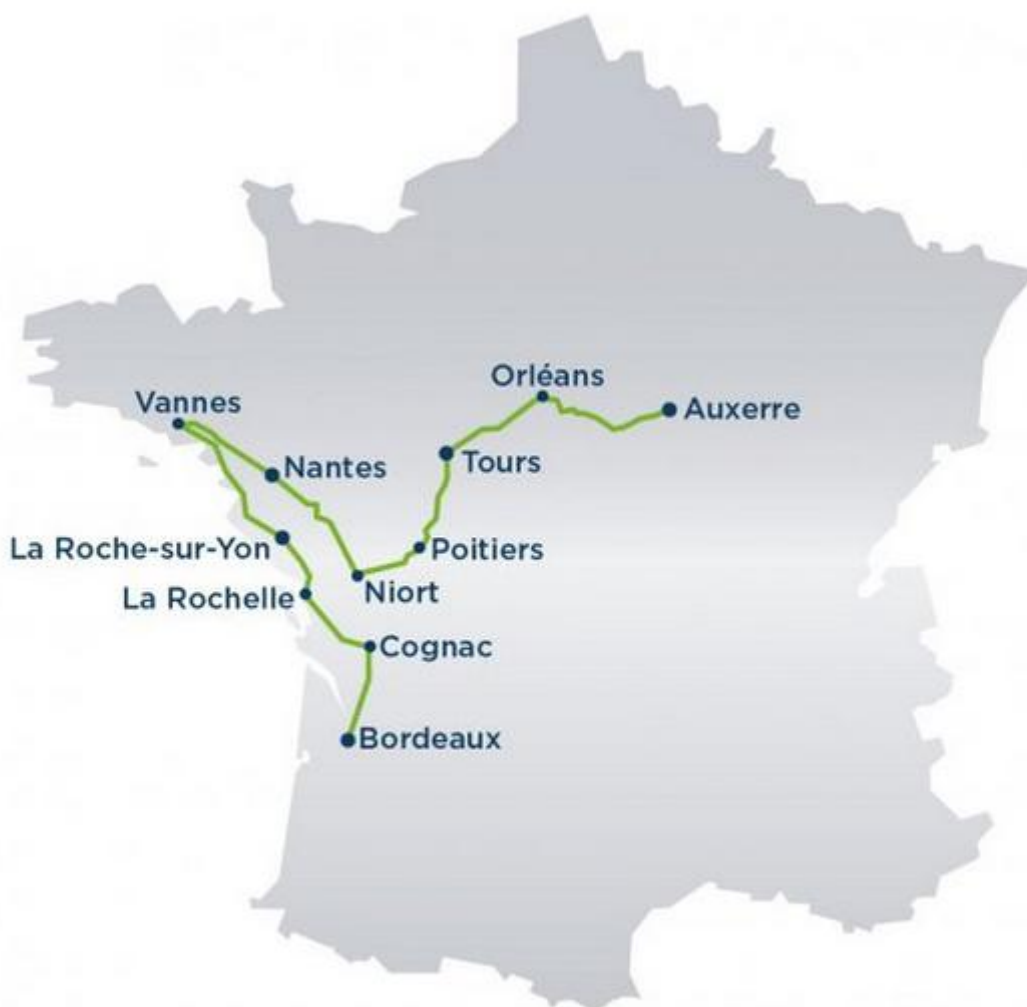 Orléans
Vannes
Auxerre
Nantes
Tours
La Roche-sur-Yon
Poitiers
La Rochelle
Niort
Cognac
Bordeaux